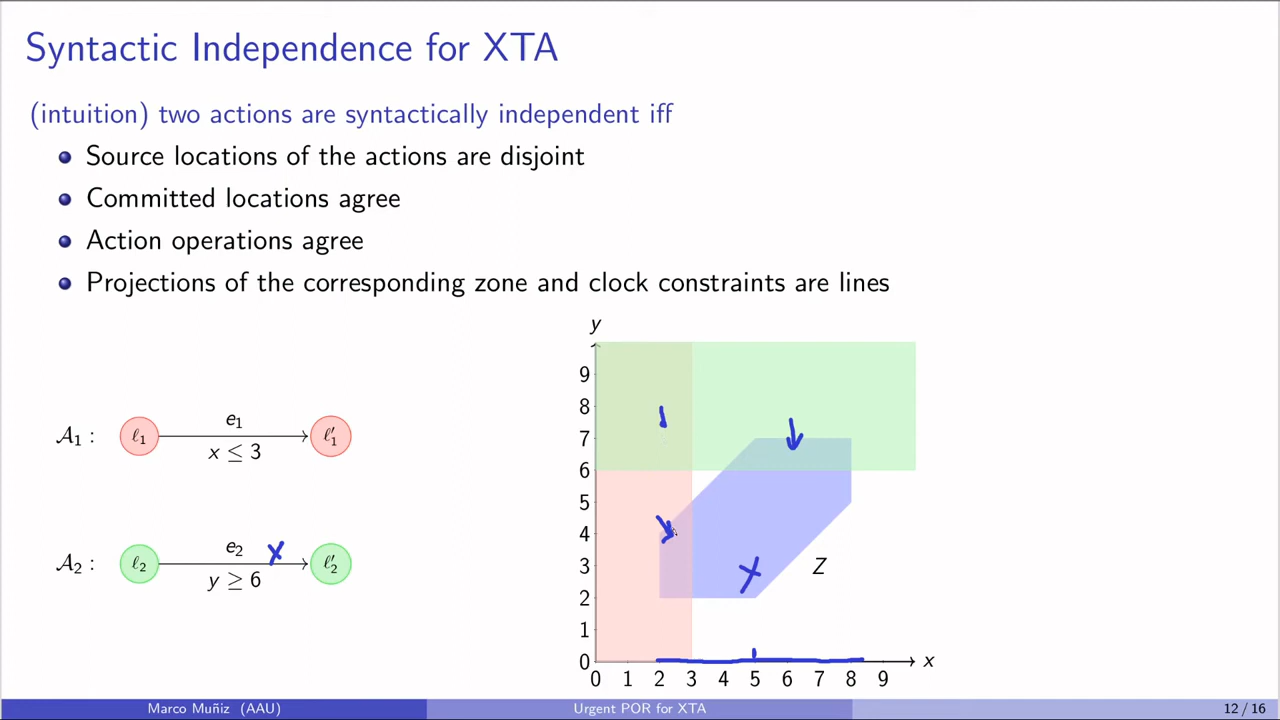 Syntactic Independence for XTA
(intuition) two actions are syntactically independent iff
Source locations of the actions are disjoint
Committed locations agree
Action operations agree
Projections of the corresponding zone and clock constraints are lines
y
9
8
7
6
5
4
3
2
1
0
0 1 2 3 4 5 6 7 8 9
x
Z
𝒜₁ : ℓ₁ e₁ ℓ₁′
x ≤ 3
𝒜₂ : ℓ₂ e₂ ℓ₂′
y ≥ 6
Marco Muñiz (AAU) Urgent POR for XTA 12 / 16